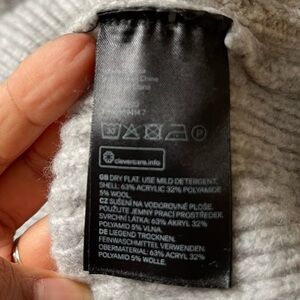 China
clevercare.info
GB DRY FLAT. USE MILD DETERGENT.
SHELL: 63% ACRYLIC 32% POLYAMIDE
5% WOOL.
CZ SUŠENÍ NA VODOROVNÉ PLOŠE.
POUŽIJTE JEMNÝ PRACÍ PROSTŘEDEK.
SVRCHNÍ LÁTKA: 63% AKRYL 32%
POLYAMID 5% VLNA.
DE LIEGEND TROCKNEN.
FEINWASCHMITTEL VERWENDEN.
OBERMATERIAL: 63% ACRYL 32%
POLYAMID 5% WOLLE.